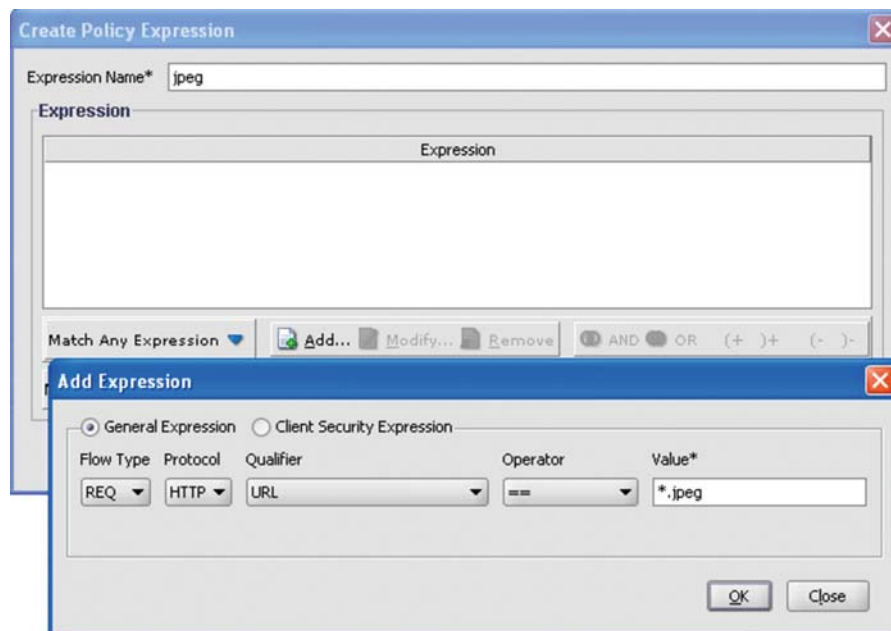 Create Policy Expression
Expression Name* jpeg
Expression
Expression
Match Any Expression Add... Modify... Remove AND OR (+ )+ (- )-
Add Expression
General Expression Client Security Expression
Flow Type Protocol Qualifier Operator Value*
REQ HTTP URL == *.jpeg
OK Close